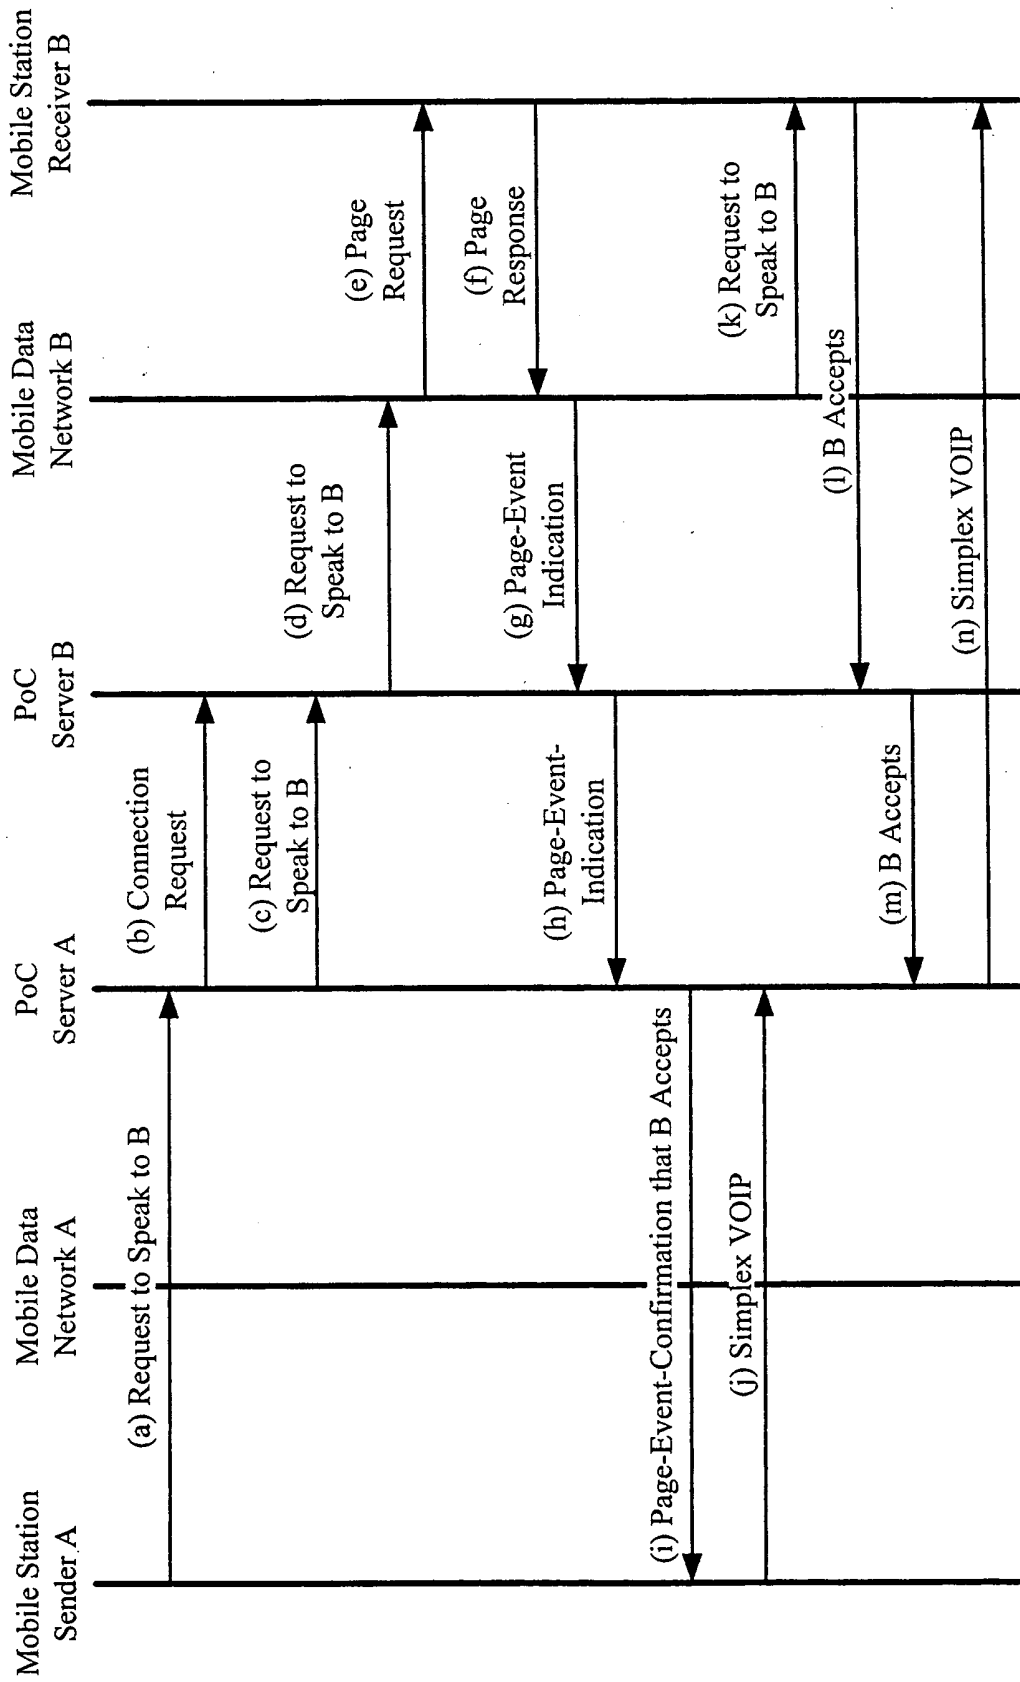 Mobile Station
Sender A
Mobile Data
Network A
PoC
Server A
PoC
Server B
Mobile Data
Network B
Mobile Station
Receiver B
(a) Request to Speak to B
(b) Connection
Request
(c) Request to
Speak to B
(d) Request to
Speak to B
(e) Page
Request
(f) Page
Response
(g) Page-Event
Indication
(h) Page-Event-
Indication
(i) Page-Event-Confirmation that B Accepts
(j) Simplex VOIP
(k) Request to
Speak to B
(l) B Accepts
(m) B Accepts
(n) Simplex VOIP